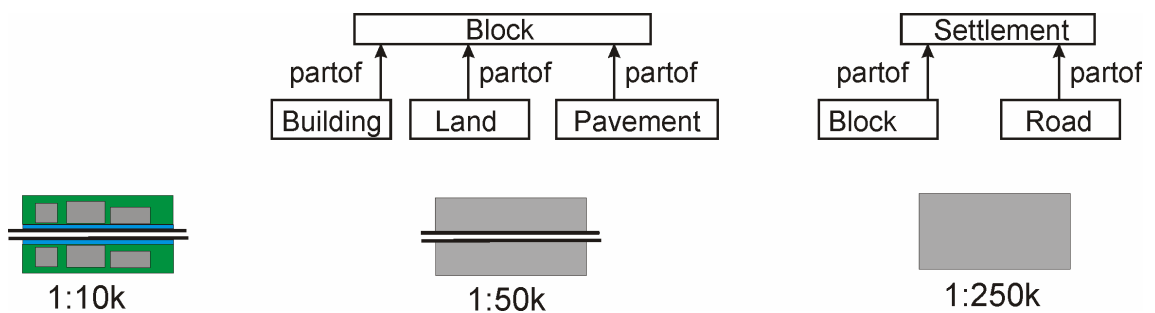 Block
Settlement
partof partof partof
partof partof
Building Land Pavement
Block Road
1:10k
1:50k
1:250k